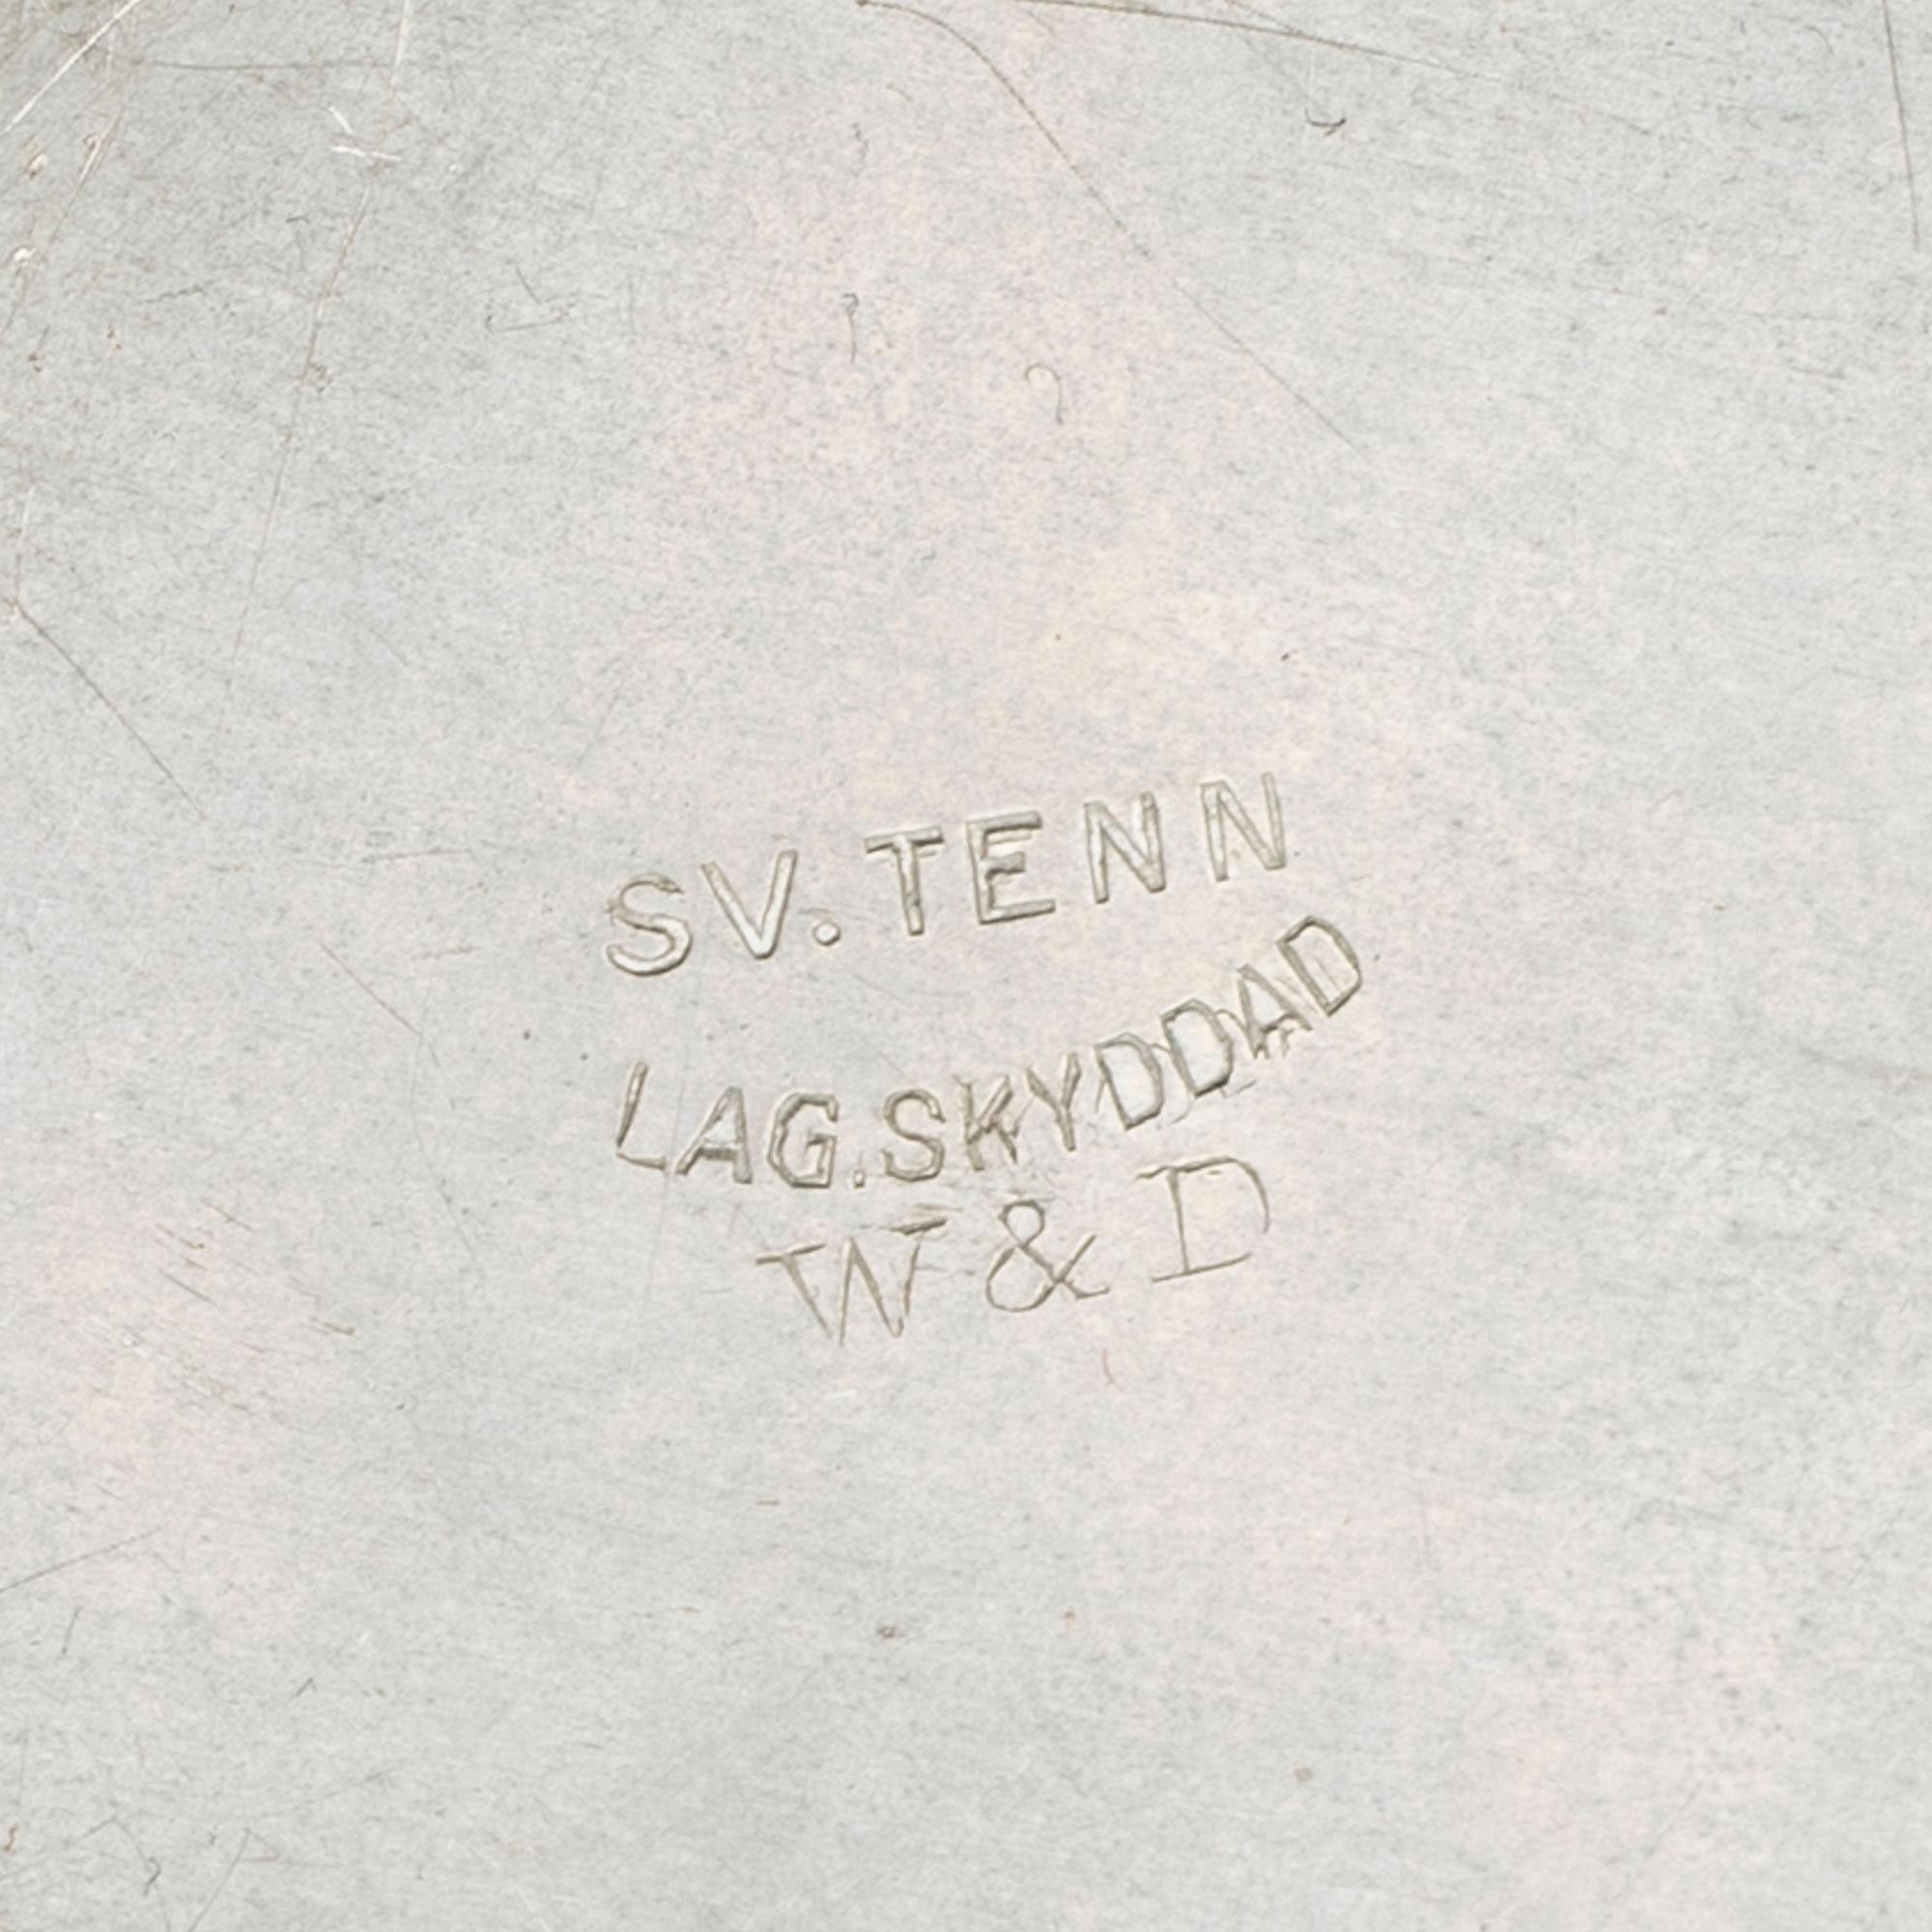 SV. TENN
LAG. SKYDDAD
W & D